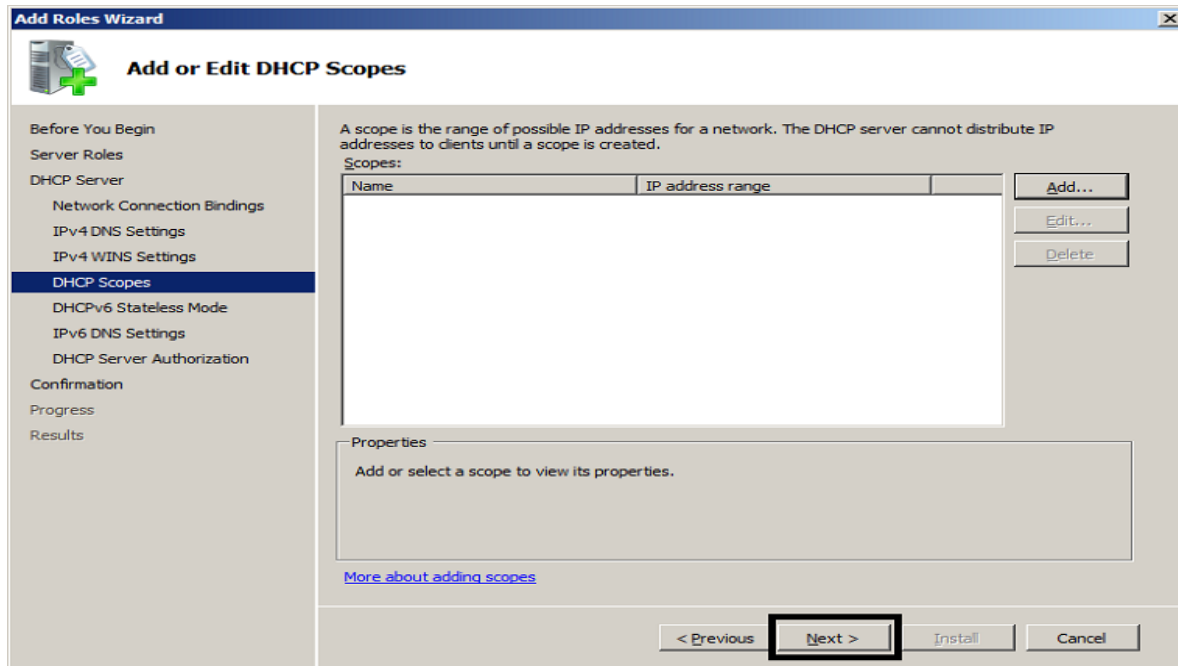 Add Roles Wizard
Add or Edit DHCP Scopes
Before You Begin
Server Roles
DHCP Server
Network Connection Bindings
IPv4 DNS Settings
IPv4 WINS Settings
DHCP Scopes
DHCPv6 Stateless Mode
IPv6 DNS Settings
DHCP Server Authorization
Confirmation
Progress
Results
A scope is the range of possible IP addresses for a network. The DHCP server cannot distribute IP
addresses to clients until a scope is created.
Scopes:
Name IP address range
Add...
Edit...
Delete
Properties
Add or select a scope to view its properties.
More about adding scopes
< Previous Next > Install Cancel